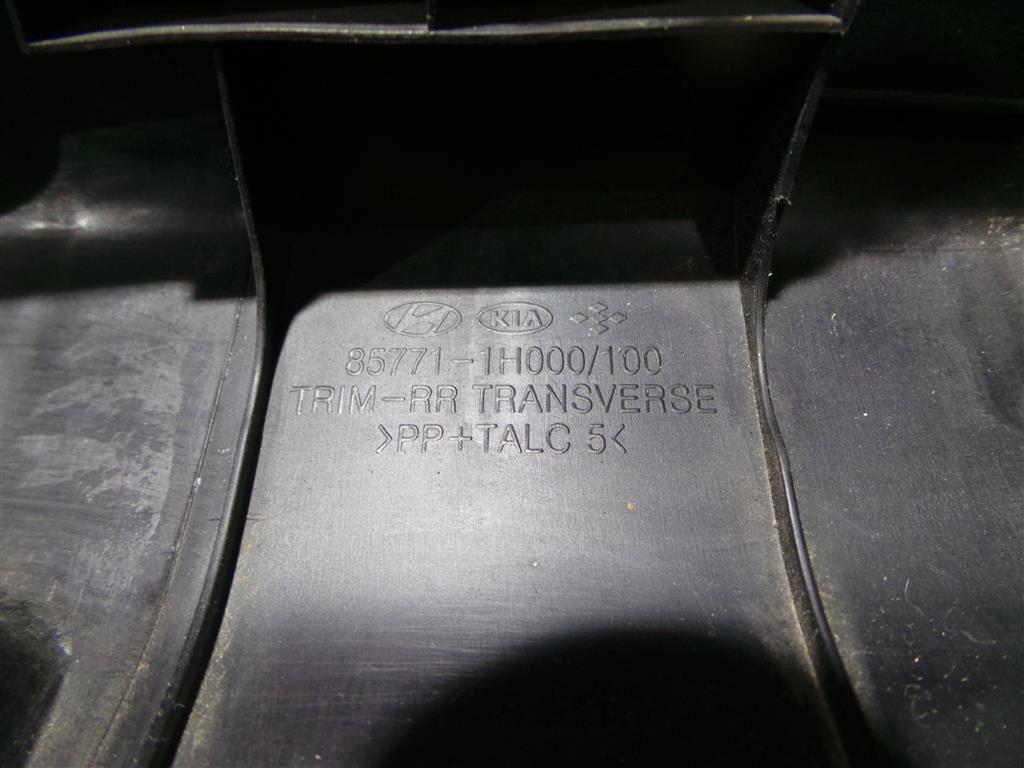 KIA
85771-1H000/100
TRIM-RR TRANSVERSE
>PP+TALC 5<